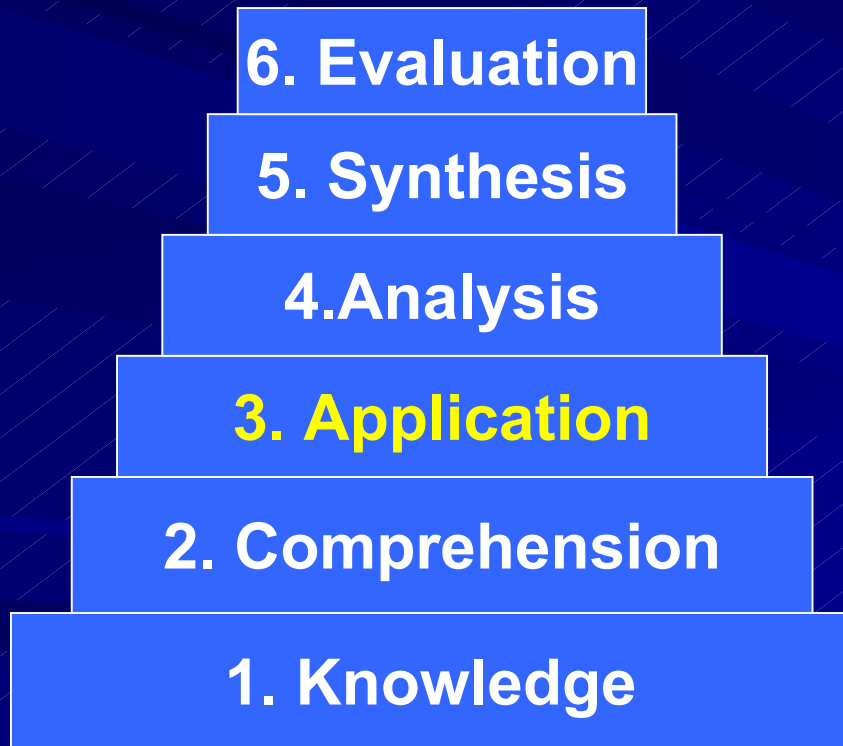 6. Evaluation
5. Synthesis
4.Analysis
3. Application
2. Comprehension
1. Knowledge